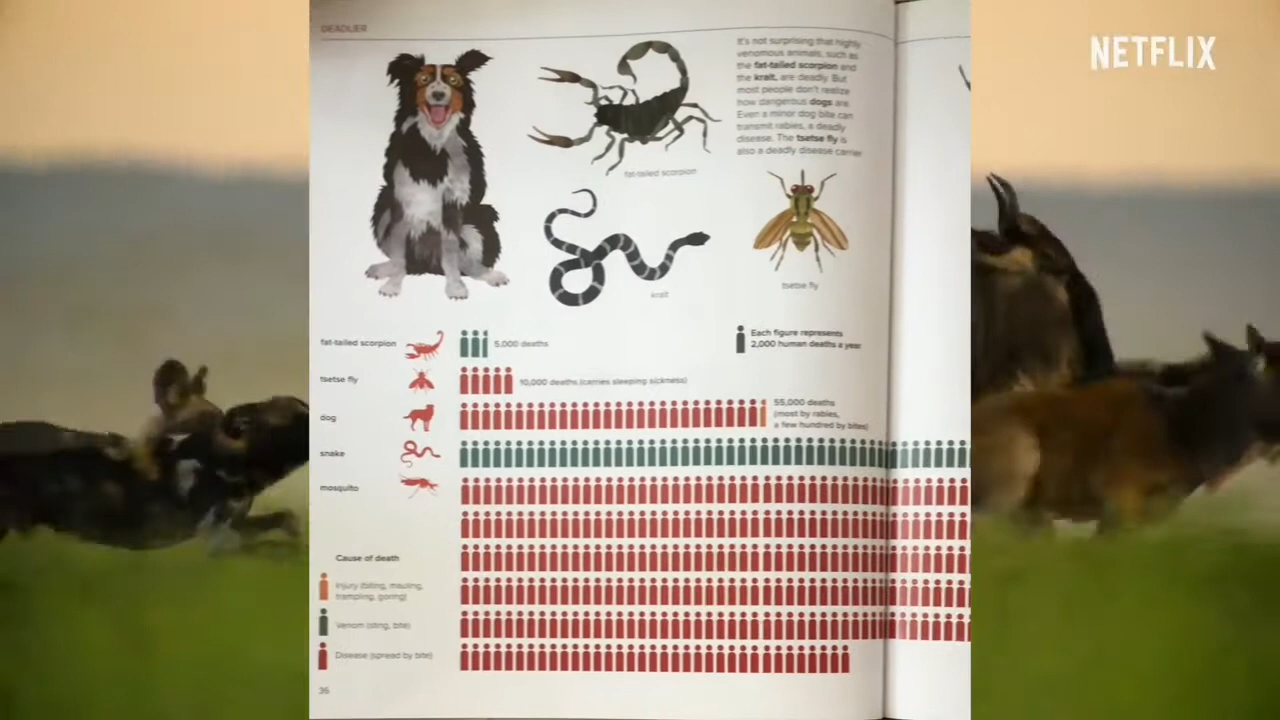 DEADLIER
NETFLIX
It's not surprising that highly
venomous animals, such as
the fat-tailed scorpion and
the krait, are deadly. But
most people don't realize
how dangerous dogs are.
Even a minor dog bite can
transmit rabies, a deadly
disease. The tsetse fly is
also a deadly disease carrier
fat-tailed scorpion
krait
tsetse fly
fat-tailed scorpion
5,000 deaths
Each figure represents
2,000 human deaths a year
tsetse fly
10,000 deaths (carries sleeping sickness)
dog
55,000 deaths
(most by rabies,
a few hundred by bites)
snake
mosquito
Cause of death
Injury (biting, mauling,
trampling, goring)
Venom (sting, bite)
Disease (spread by bite)
36